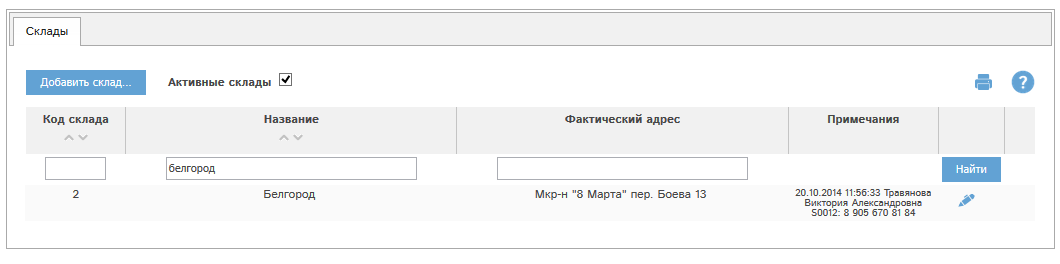 Склады
Добавить склад...
Активные склады
?
Код склада
Название
Фактический адрес
Примечания
белгород
Найти
2
Белгород
Мкр-н "8 Марта" пер. Боева 13
20.10.2014 11:56:33 Травянова
Виктория Александровна
S0012: 8 905 670 81 84